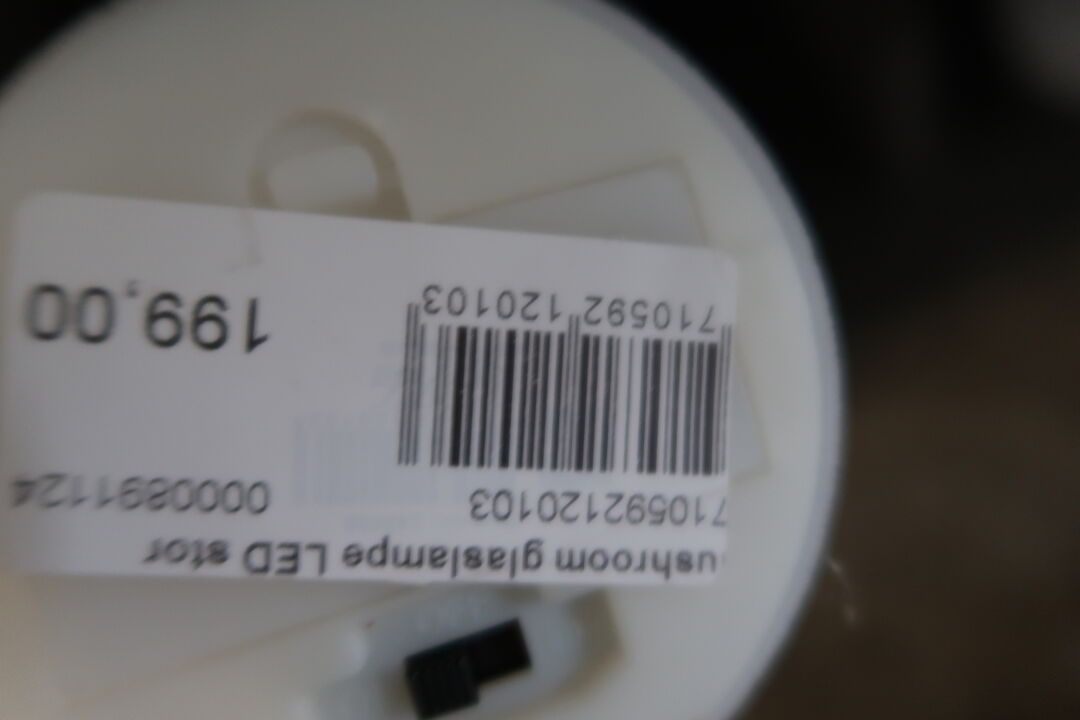 ushroom glaslampe LED stor
710592120103
0000891124
710592 120103
199,00